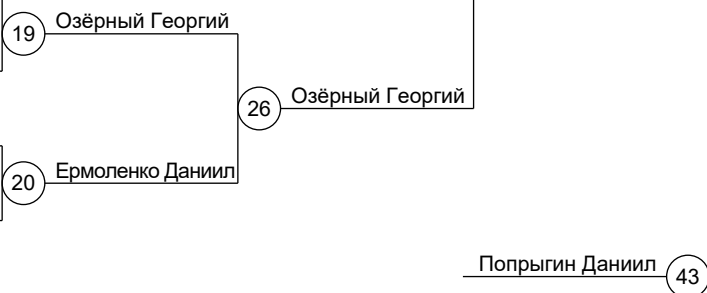 19 Озёрный Георгий
26 Озёрный Георгий
20 Ермоленко Даниил
Попрыгин Даниил 43